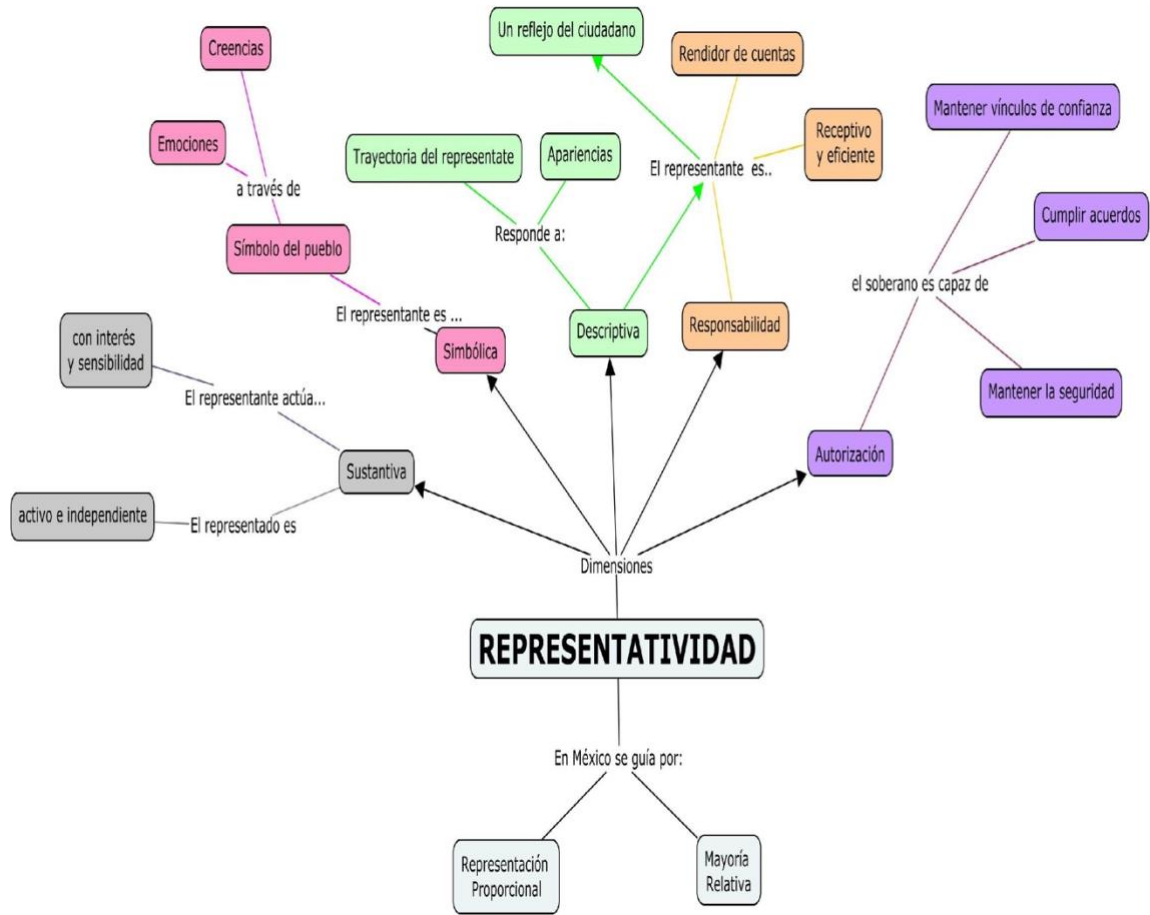 Un reflejo del ciudadano
Creencias
Rendidor de cuentas
Mantener vínculos de confianza
Emociones
Trayectoria del representate
Apariencias
Receptivo
y eficiente
El representante es..
a través de
Símbolo del pueblo
Responde a:
Cumplir acuerdos
el soberano es capaz de
El representante es ...
Descriptiva
Responsabilidad
con interés
y sensibilidad
Simbólica
El representante actúa...
Mantener la seguridad
Sustantiva
Autorización
activo e independiente
El representado es
Dimensiones
REPRESENTATIVIDAD
En México se guía por:
Representación
Proporcional
Mayoría
Relativa